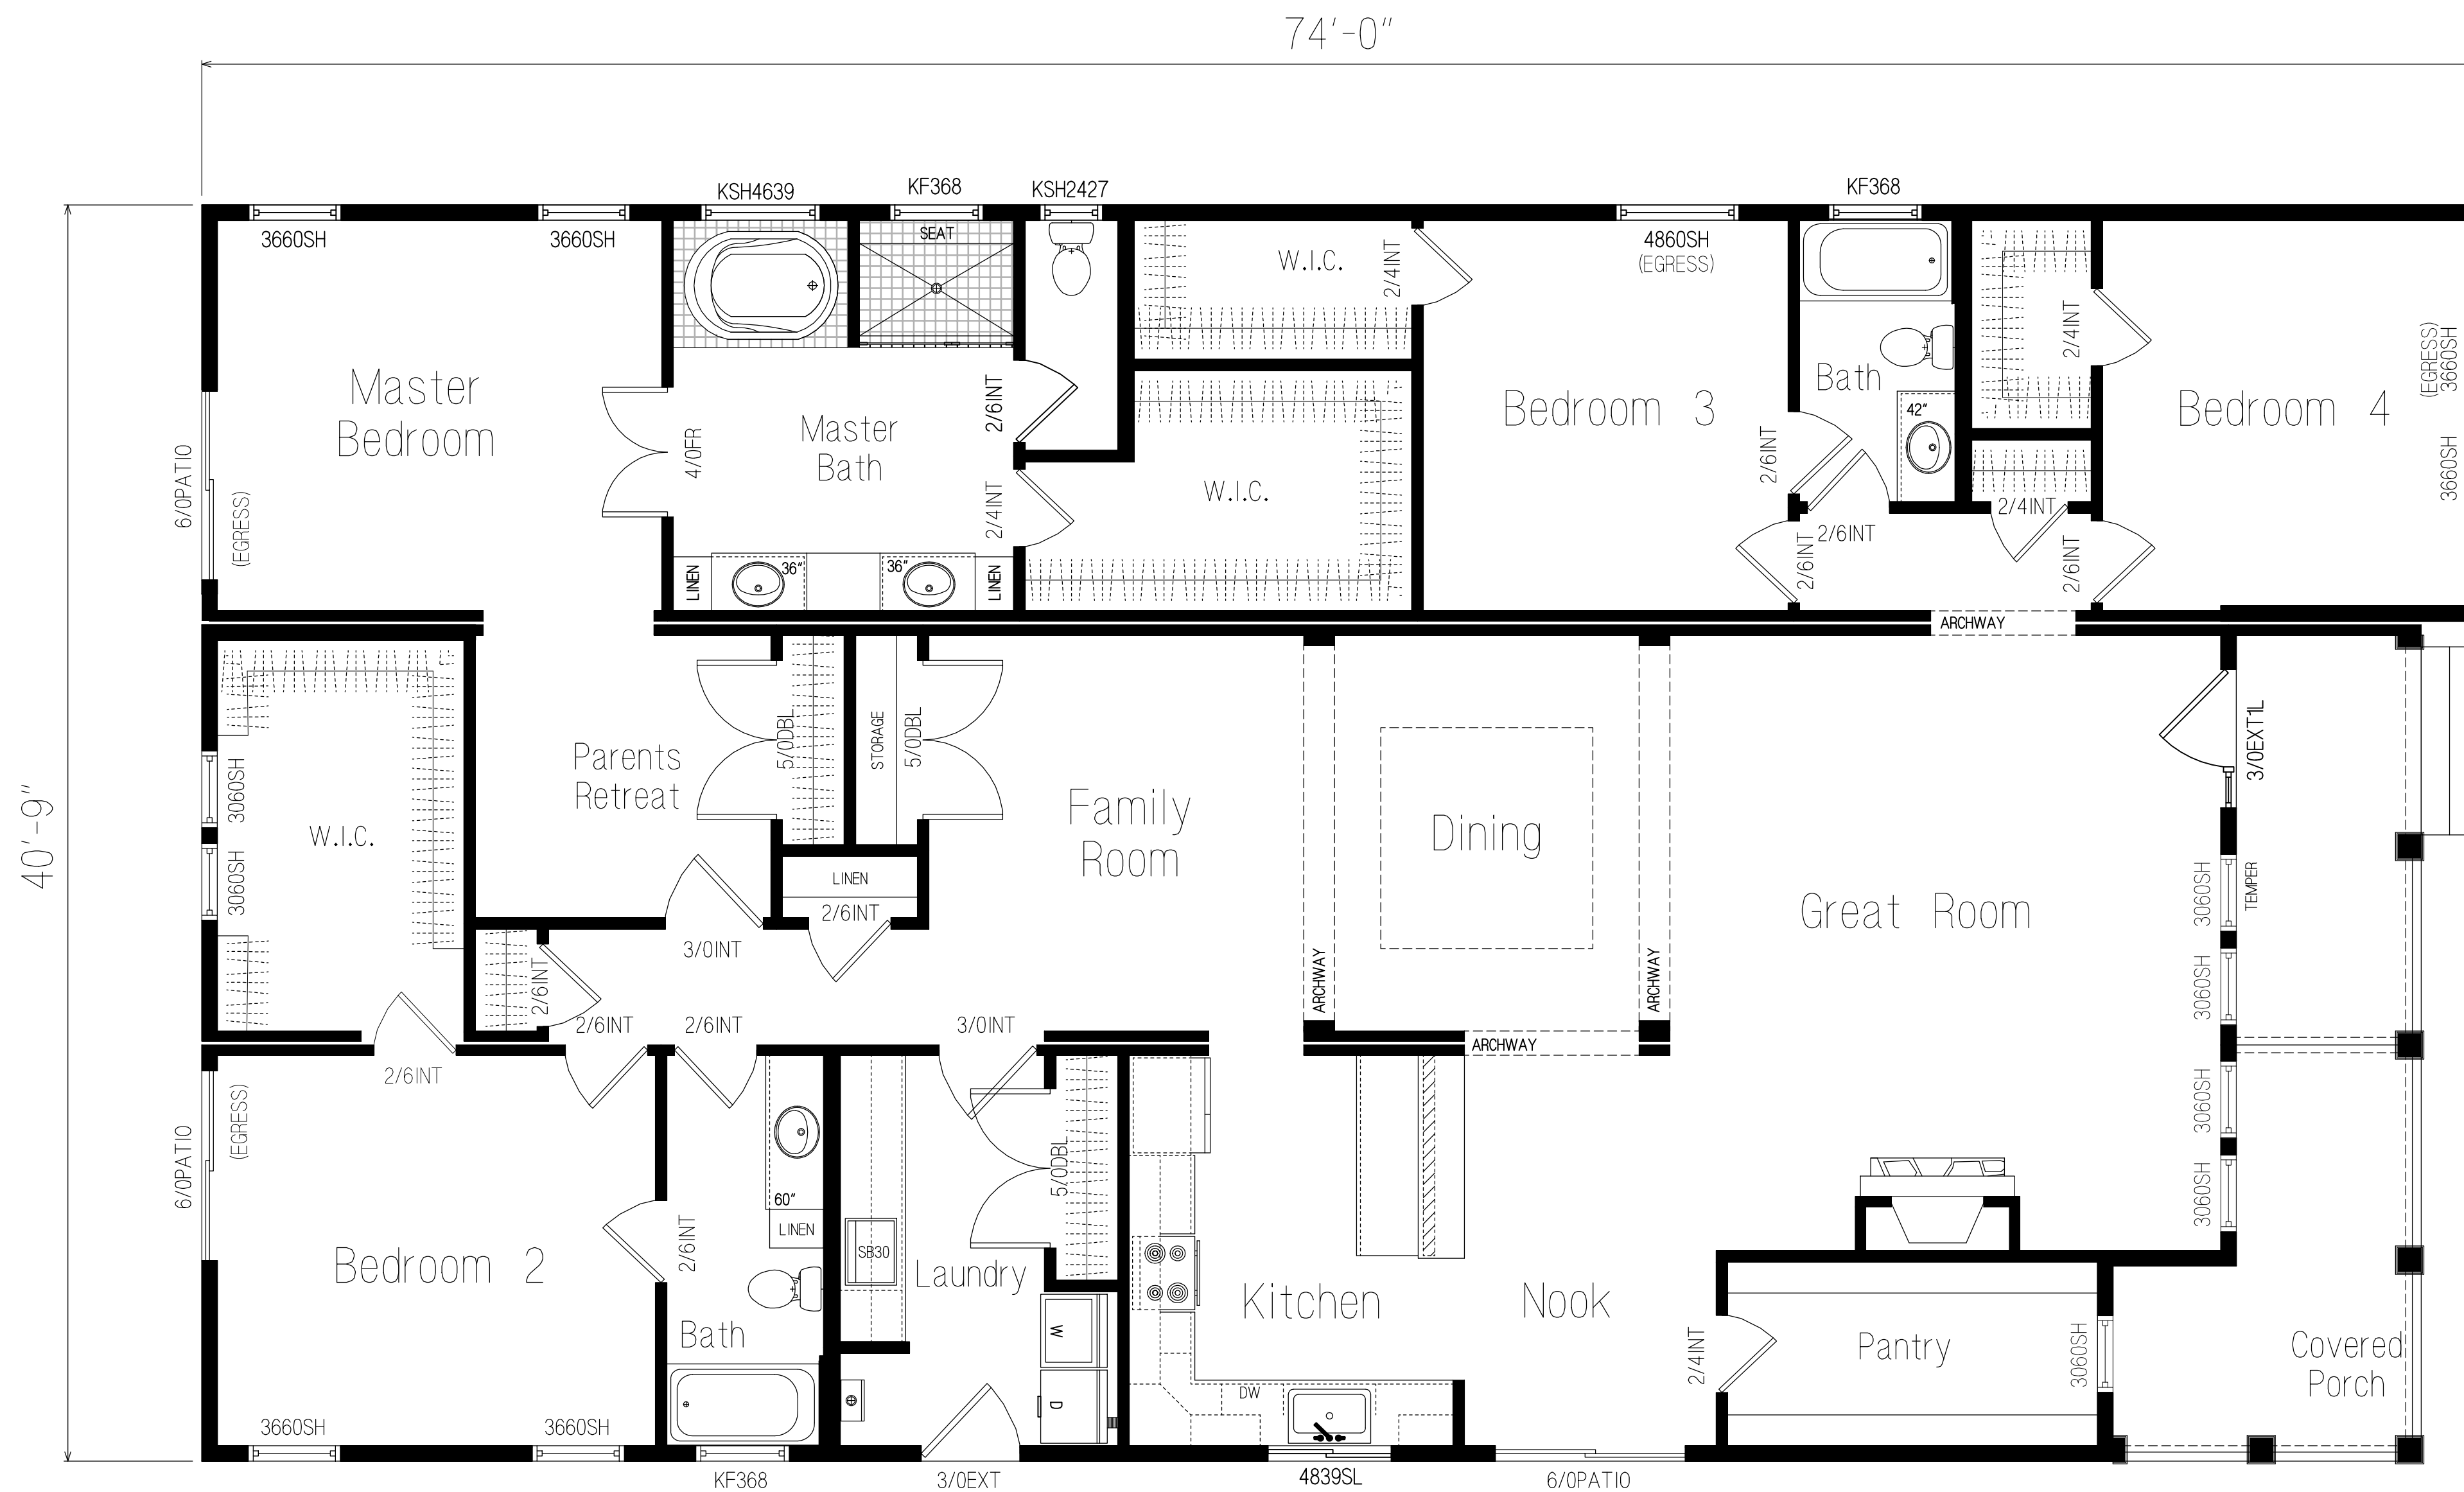 74'-0"
KSH4639
KF368
KSH2427
KF368
3660SH
3660SH
SEAT
W.I.C.
2/4INT
4860SH
(EGRESS)
2/4INT
(EGRESS)
3660SH
Master
Bedroom
4/0FR
Master
Bath
2/6INT
Bedroom 3
Bath
42"
Bedroom 4
6/0PATIO
(EGRESS)
2/4INT
W.I.C.
2/6INT
2/6INT
2/6INT
2/4INT
2/6INT
3660SH
LINEN
36"
36"
LINEN
ARCHWAY
40'-9"
3060SH
3060SH
W.I.C.
Parents
Retreat
5/0DBL
STORAGE
5/0DBL
Family
Room
Dining
Great Room
3/0EXT1L
LINEN
2/6INT
3/0INT
2/6INT
2/6INT
2/6INT
3/0INT
ARCHWAY
ARCHWAY
ARCHWAY
3060SH
TEMPER
3060SH
3060SH
3060SH
2/6INT
(EGRESS)
6/0PATIO
Bedroom 2
2/6INT
60"
LINEN
SB30
Laundry
5/0DBL
Bath
W
D
Kitchen
Nook
DW
2/4INT
Pantry
3060SH
Covered
Porch
3660SH
3660SH
KF368
3/0EXT
4839SL
6/0PATIO